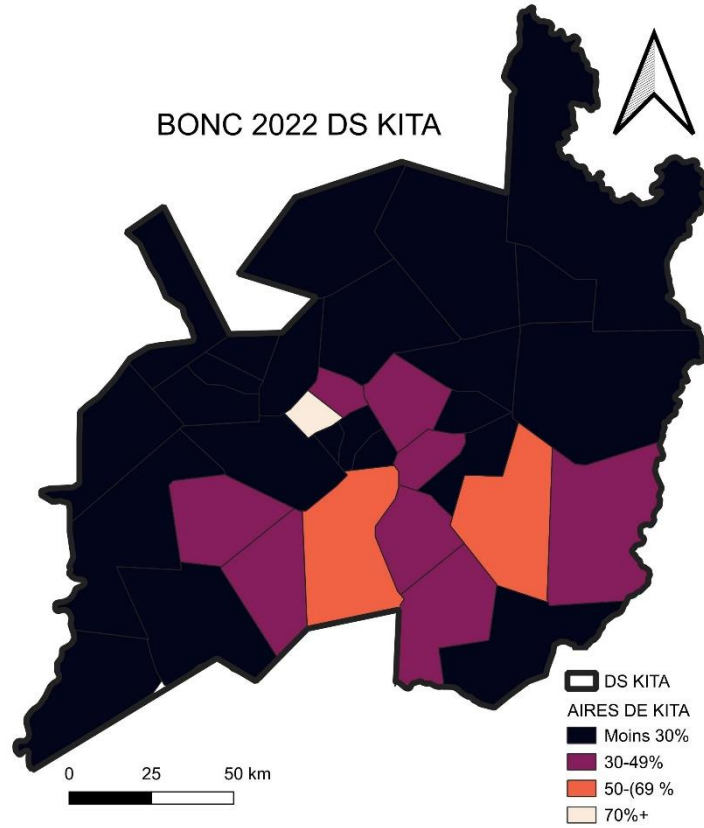 BONC 2022 DS KITA
DS KITA
AIRES DE KITA
Moins 30%
30-49%
50-(69 %
70%+
0 25 50 km